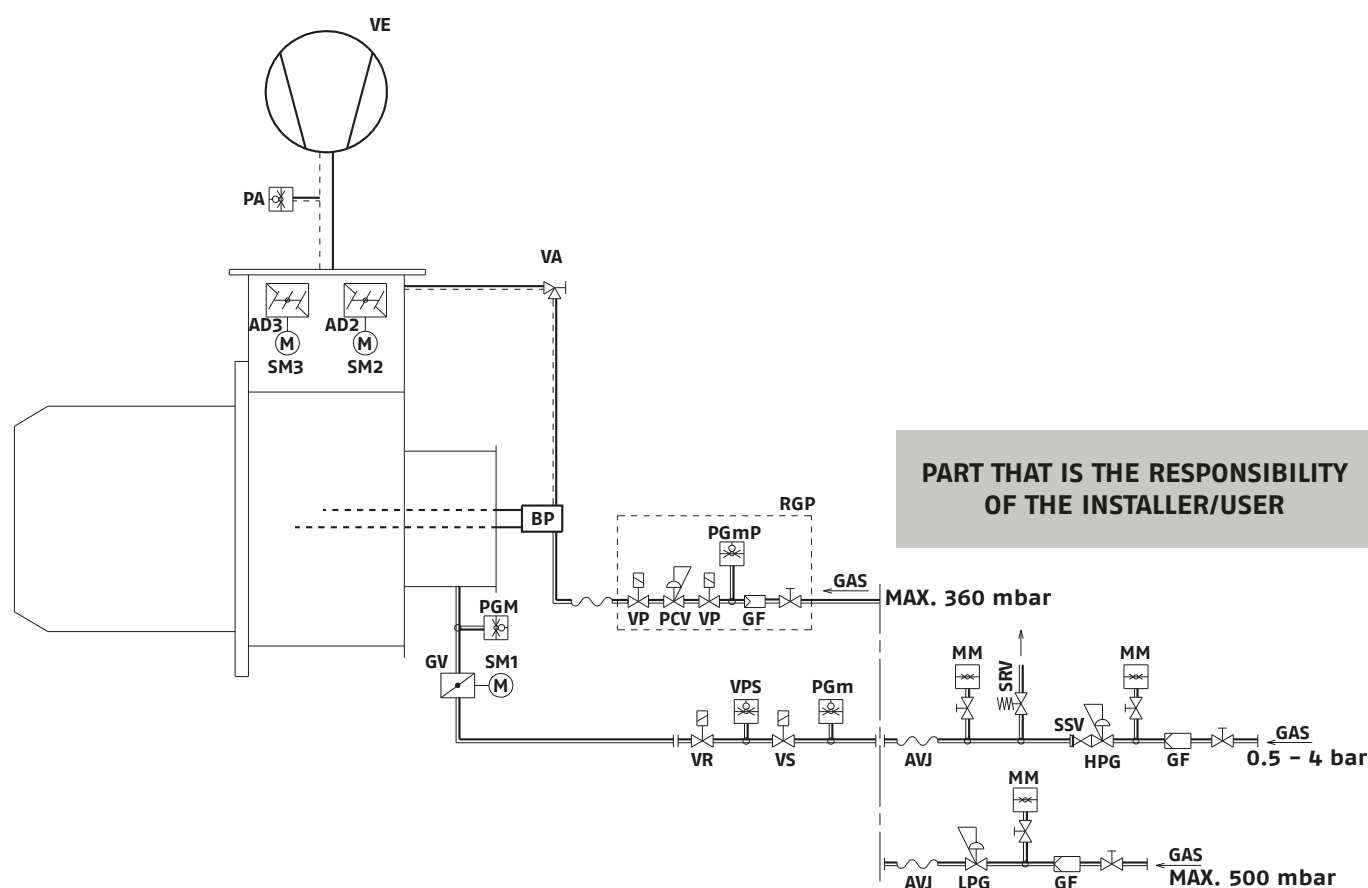 VE
PA
VA
AD3
AD2
M
M
SM3
SM2
PART THAT IS THE RESPONSIBILITY
OF THE INSTALLER/USER
RGP
BP
PGmP
GAS
MAX. 360 mbar
VP
PCV
VP
GF
PGM
GV
SM1
M
VPS
PGm
MM
SRV
MM
SSV
GAS
0.5 – 4 bar
VR
VS
AVJ
HPG
GF
MM
GAS
MAX. 500 mbar
AVJ
LPG
GF